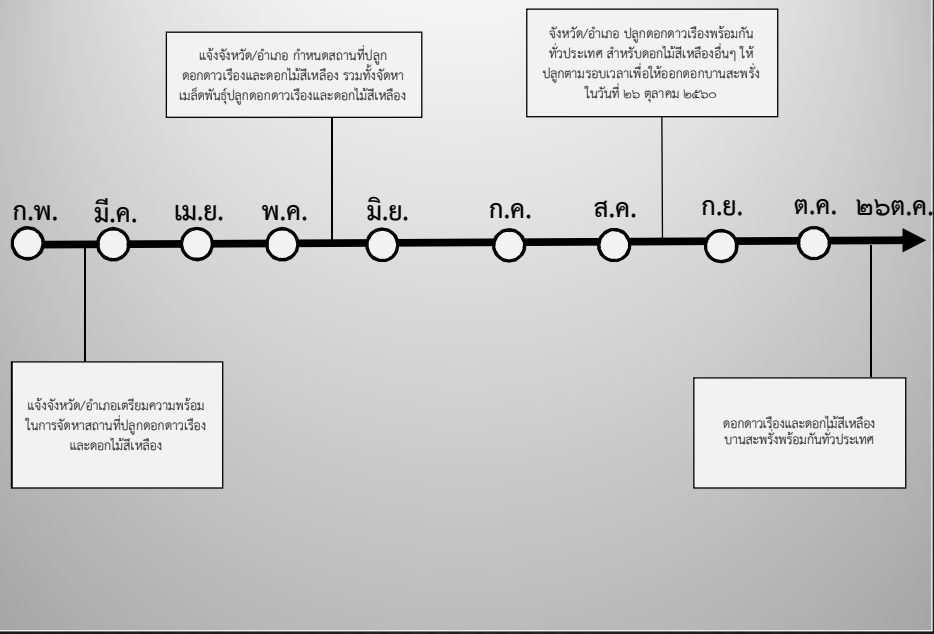 แจ้งจังหวัด/อำเภอ กำหนดสถานที่ปลูก
ดอกดาวเรืองและดอกไม้สีเหลือง รวมทั้งจัดหา
เมล็ดพันธุ์ปลูกดอกดาวเรืองและดอกไม้สีเหลือง
จังหวัด/อำเภอ ปลูกดอกดาวเรืองพร้อมกัน
ทั่วประเทศ สำหรับดอกไม้สีเหลืองอื่นๆ ให้
ปลูกตามรอบเวลาเพื่อให้ออกดอกบานสะพรั่ง
ในวันที่ ๒๖ ตุลาคม ๒๕๖๐
ก.พ. มี.ค. เม.ย. พ.ค. มิ.ย. ก.ค. ส.ค. ก.ย. ต.ค. ๒๖ต.ค.
แจ้งจังหวัด/อำเภอเตรียมความพร้อม
ในการจัดหาสถานที่ปลูกดอกดาวเรือง
และดอกไม้สีเหลือง
ดอกดาวเรืองและดอกไม้สีเหลือง
บานสะพรั่งพร้อมกันทั่วประเทศ